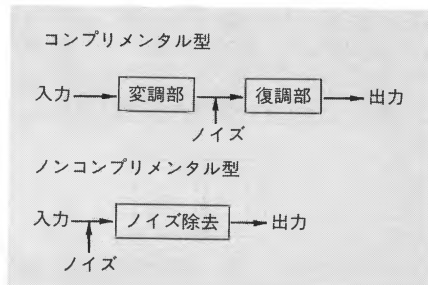 コンプリメンタル型
入力 変調部 復調部 出力
ノイズ
ノンコンプリメンタル型
入力 ノイズ除去 出力
ノイズ